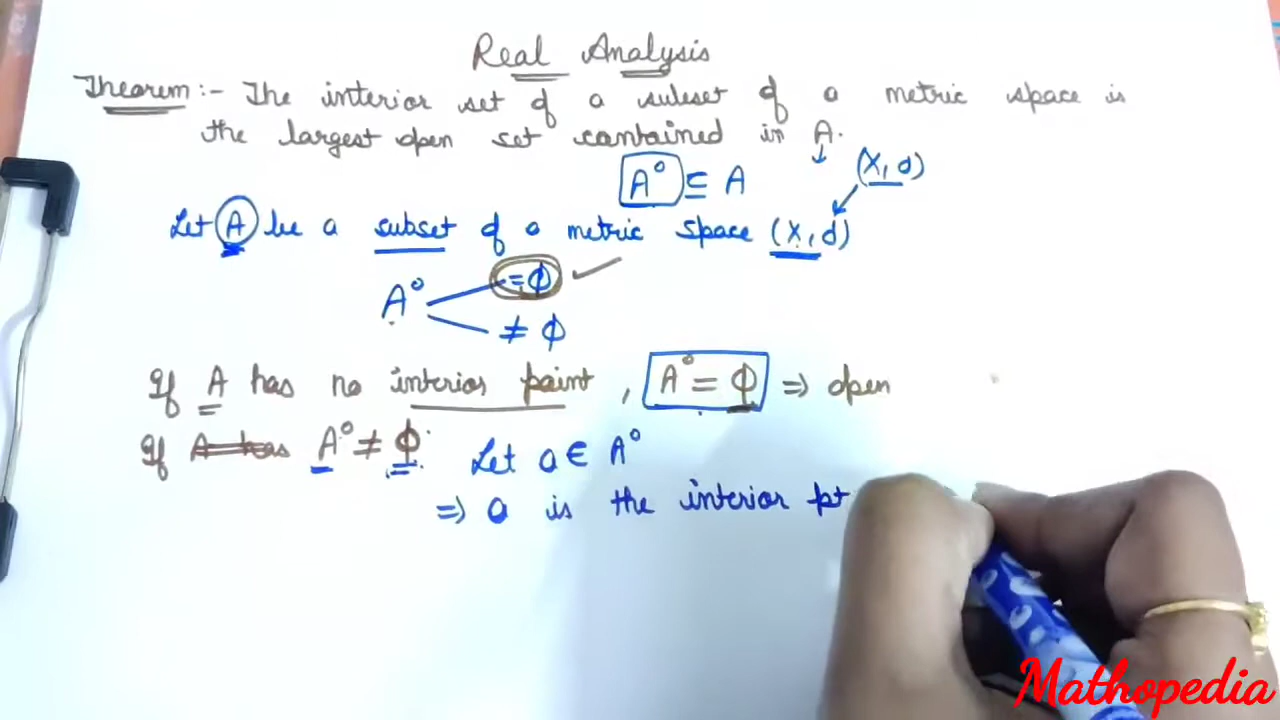 Real Analysis
Theorem:- The interior set of a subset of a metric space is
the largest open set contained in A.
A° ⊆ A
(X, d)
Let A be a subset of a metric space (X, d)
A°
= ϕ
≠ ϕ
If A has no interior point, A° = ϕ ⇒ open
If A has A° ≠ ϕ. Let a ∈ A°
⇒ a is the interior pt
Mathopedia